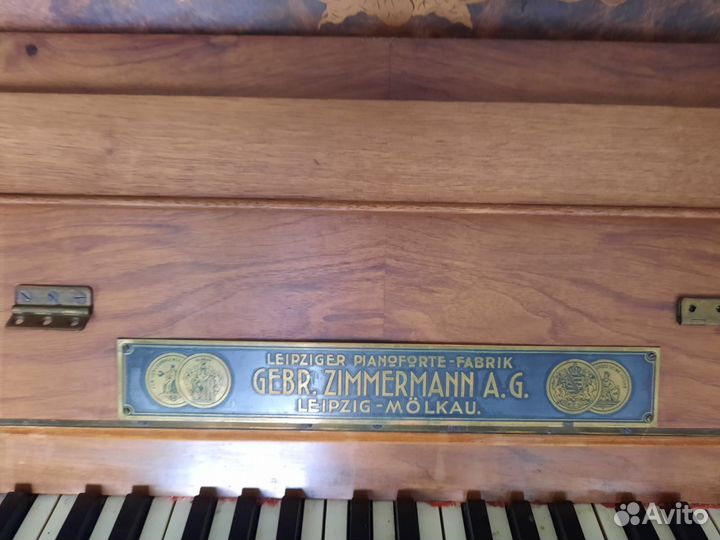 LEIPZIGER PIANOFORTE-FABRIK
GEBR. ZIMMERMANN A.G.
LEIPZIG-MÖLKAU.
Avito